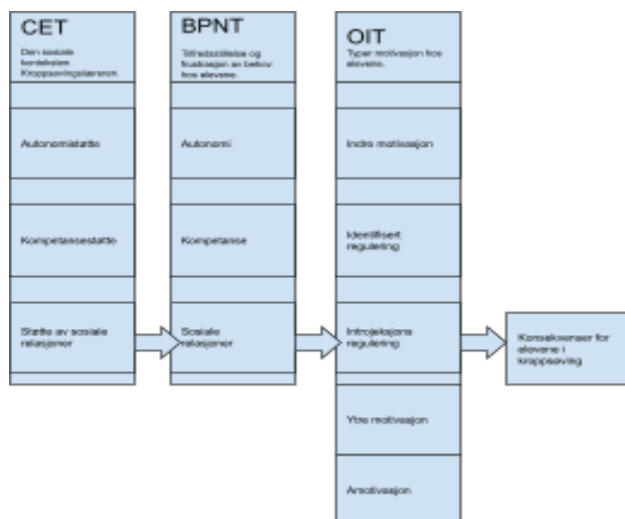 CET
Den sosiale
konteksten.
Kroppsøvingslæreren.
Autonomistøtte
Kompetansestøtte
Støtte av sosiale
relasjoner
BPNT
Tilfredsstillelse og
frustrasjon av behov
hos elevene.
Autonomi
Kompetanse
Sosiale
relasjoner
OIT
Typer motivasjon hos
elevene.
Indre motivasjon
Identifisert
regulering
Introjeksjons
regulering
Ytre motivasjon
Amotivasjon
Konsekvenser for
elevene i
kroppsøving